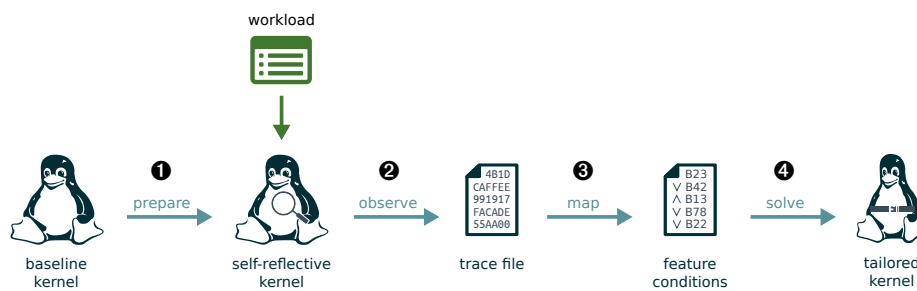 workload
❶
❷
❸
❹
prepare
observe
map
solve
4B1D
CAFFEE
991917
FACADE
55AA00
B23
∨ B42
∧ B13
∨ B78
∨ B22
baseline
kernel
self-reflective
kernel
trace file
feature
conditions
tailored
kernel